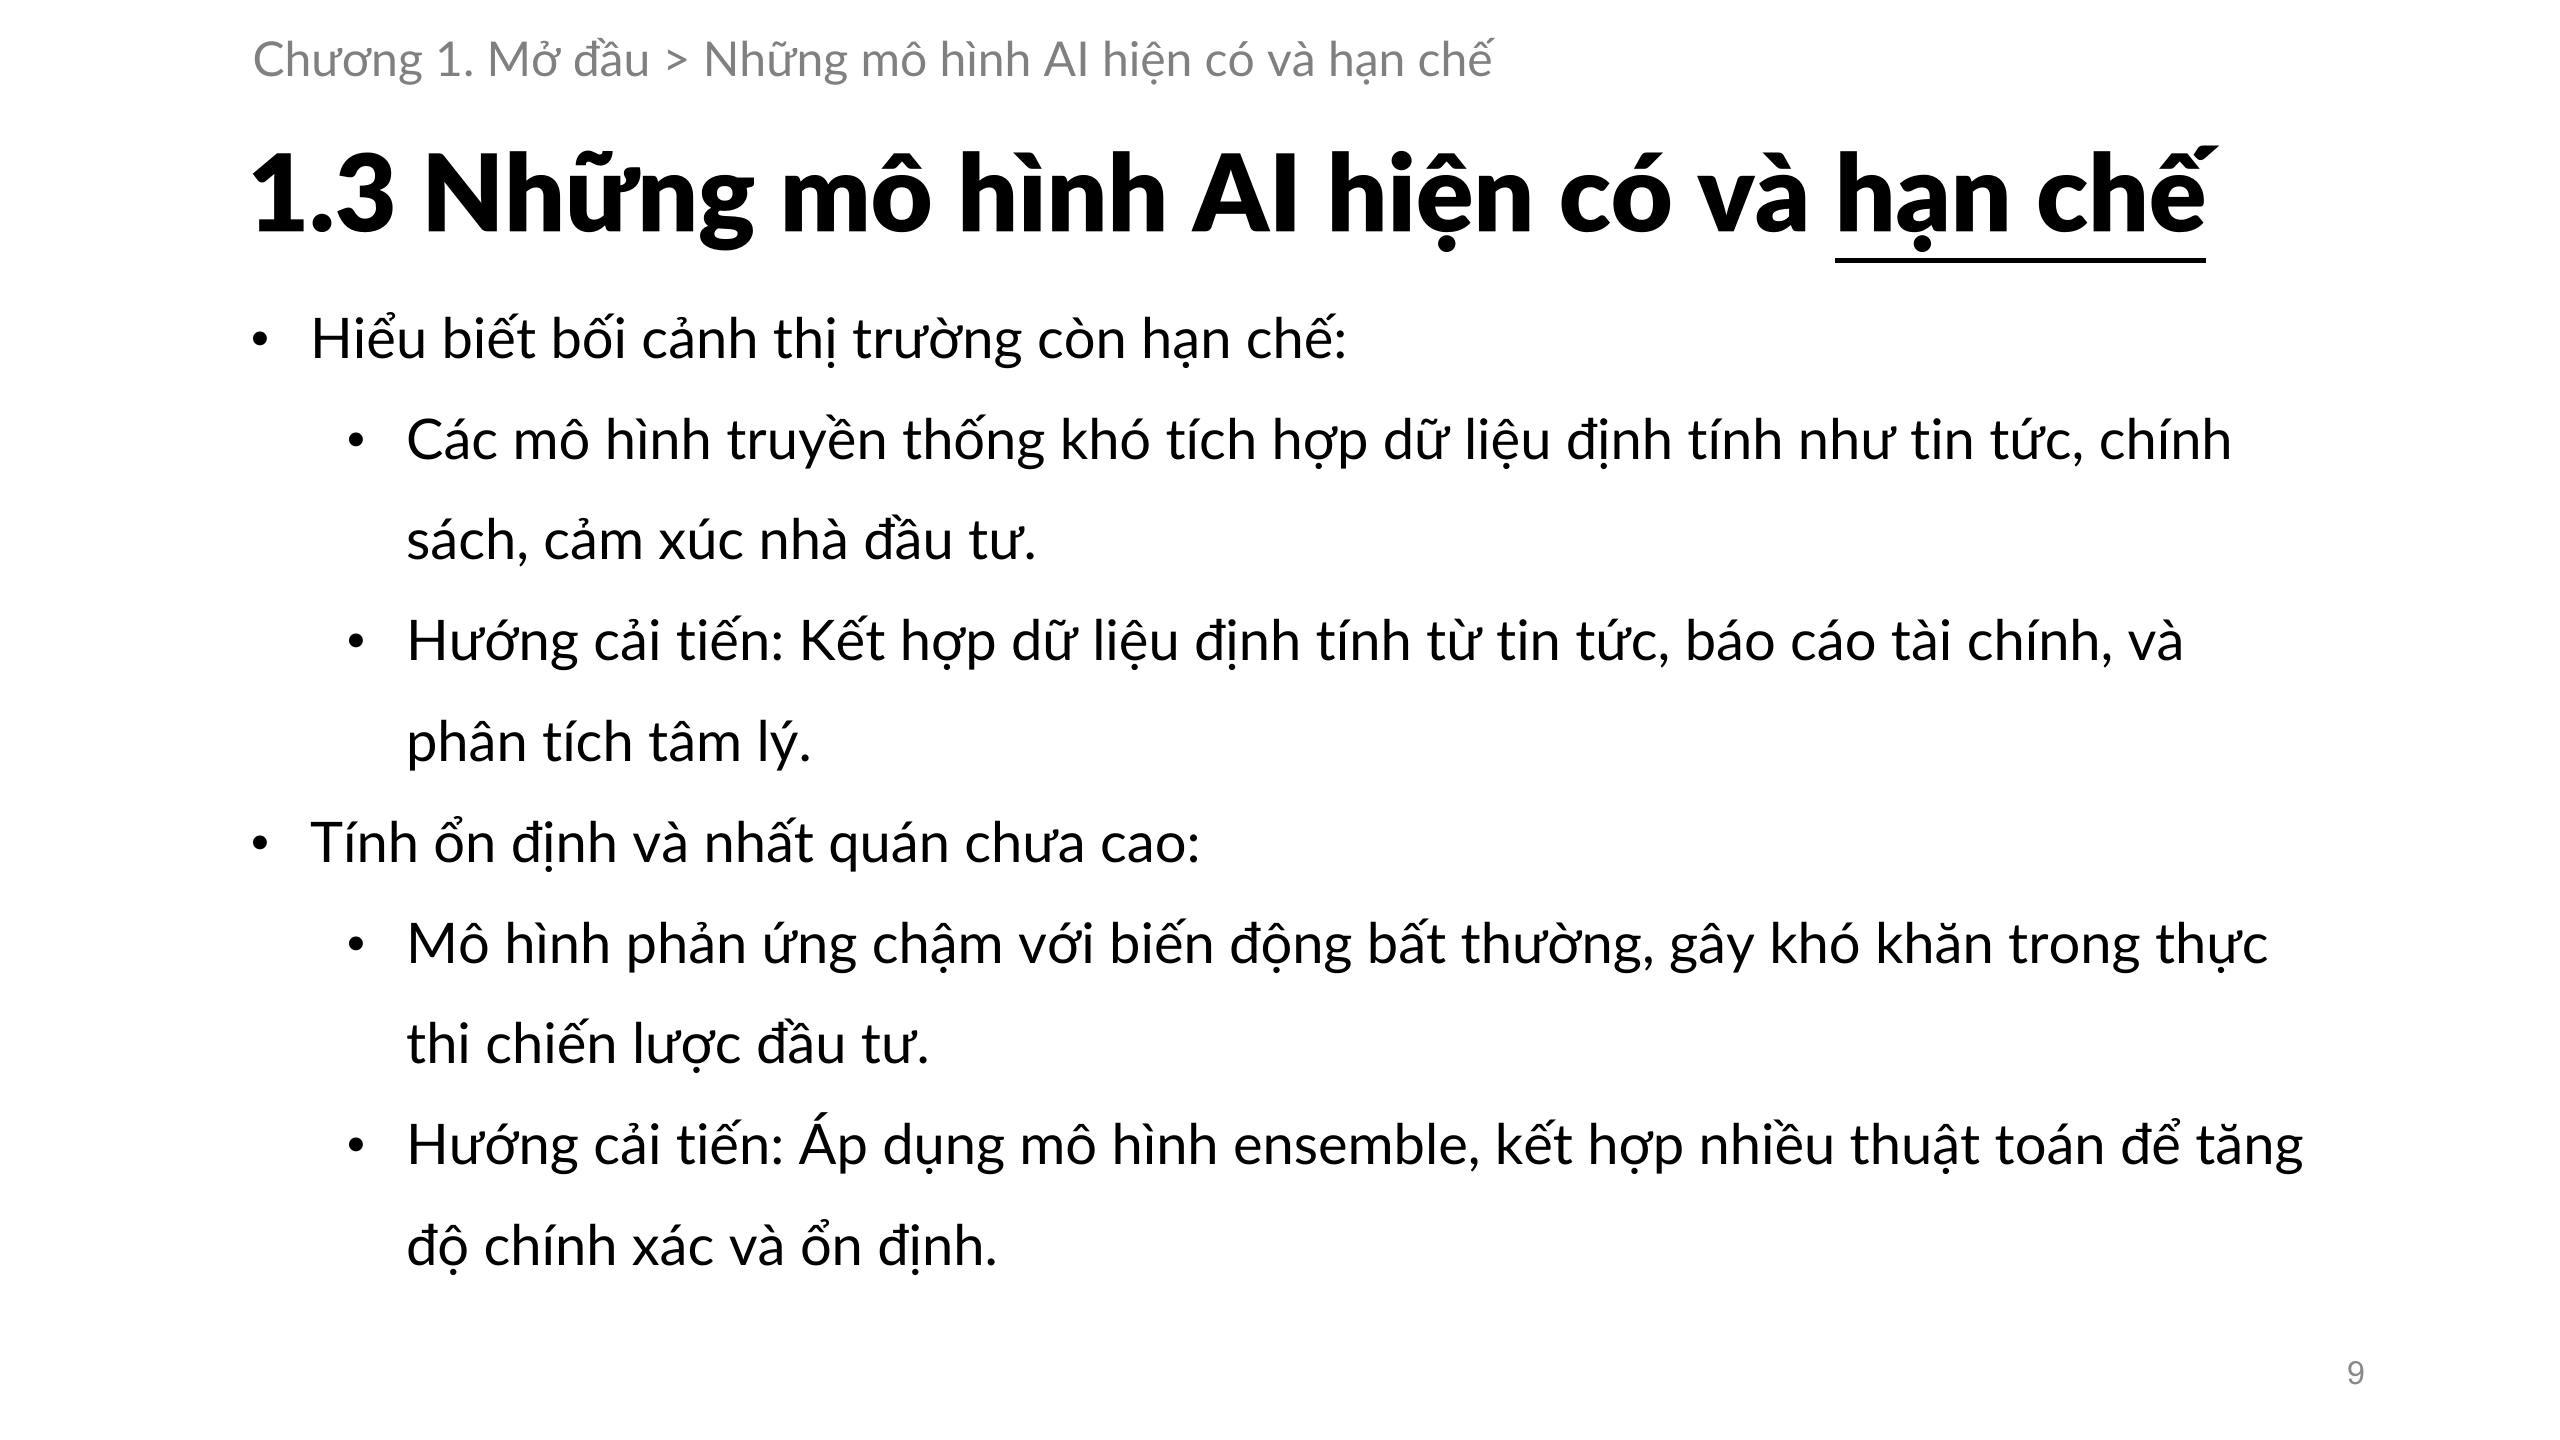 Chương 1. Mở đầu > Những mô hình AI hiện có và hạn chế
1.3 Những mô hình AI hiện có và hạn chế
• Hiểu biết bối cảnh thị trường còn hạn chế:
• Các mô hình truyền thống khó tích hợp dữ liệu định tính như tin tức, chính
sách, cảm xúc nhà đầu tư.
• Hướng cải tiến: Kết hợp dữ liệu định tính từ tin tức, báo cáo tài chính, và
phân tích tâm lý.
• Tính ổn định và nhất quán chưa cao:
• Mô hình phản ứng chậm với biến động bất thường, gây khó khăn trong thực
thi chiến lược đầu tư.
• Hướng cải tiến: Áp dụng mô hình ensemble, kết hợp nhiều thuật toán để tăng
độ chính xác và ổn định.
9